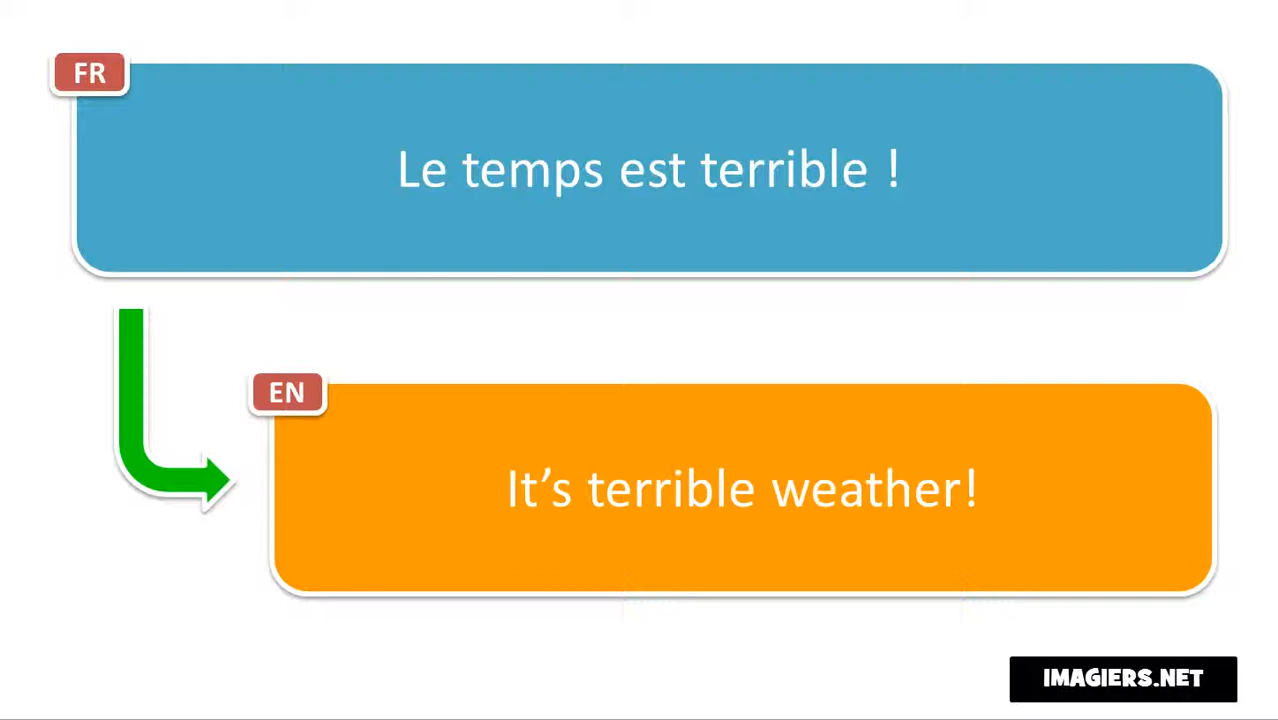 FR
Le temps est terrible !
EN
It’s terrible weather!
IMAGIERS.NET